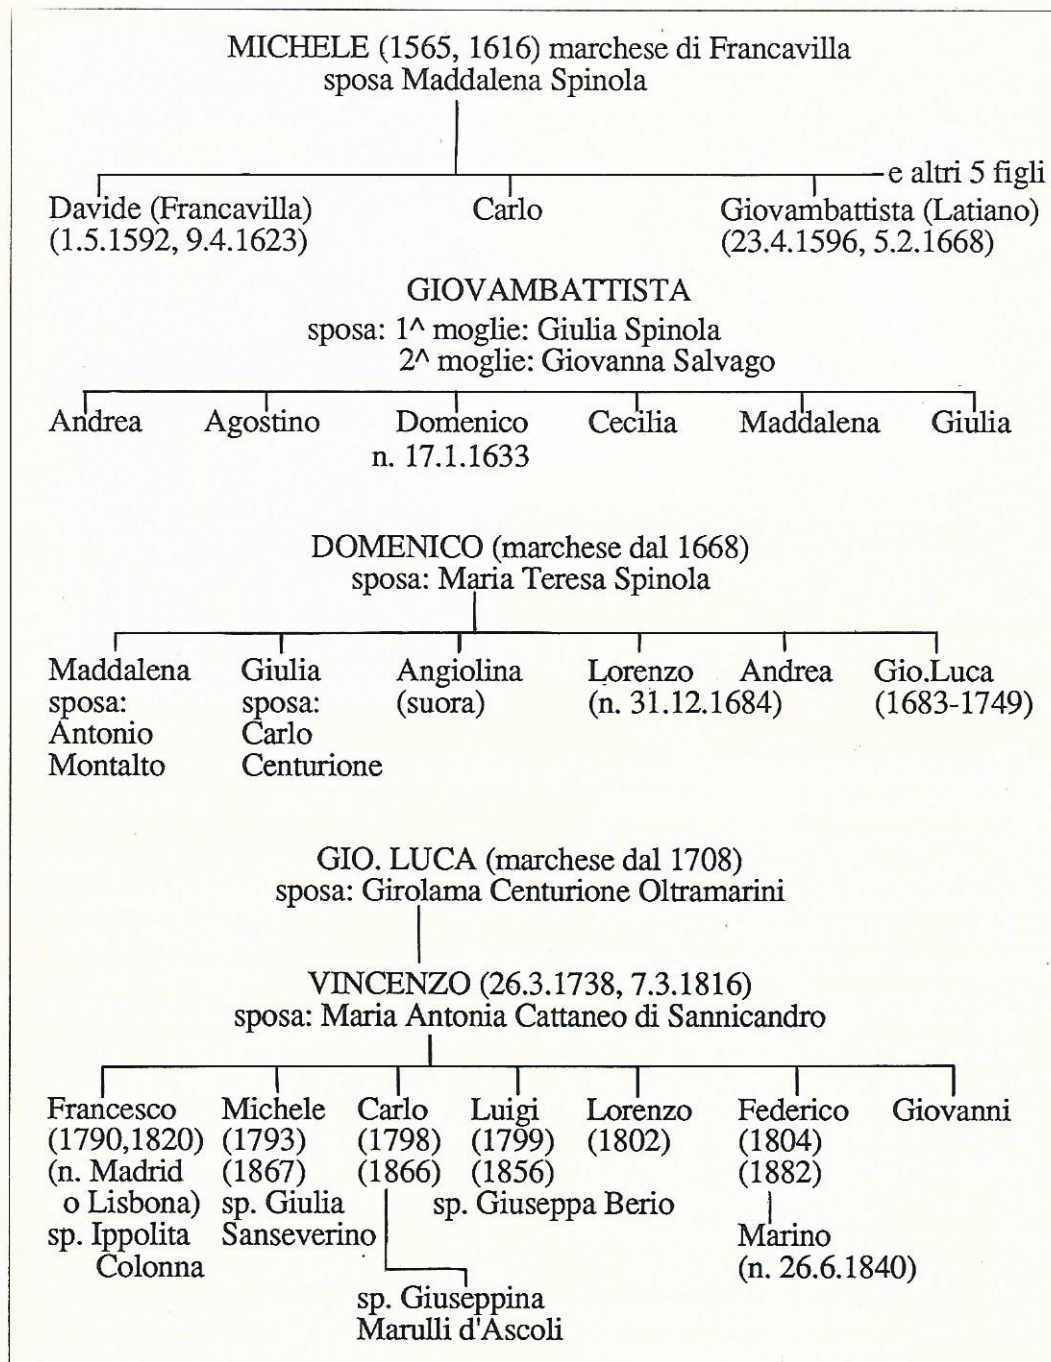 MICHELE (1565, 1616) marchese di Francavilla
sposa Maddalena Spinola
e altri 5 figli
Davide (Francavilla) Carlo Giovambattista (Latiano)
(1.5.1592, 9.4.1623) (23.4.1596, 5.2.1668)
GIOVAMBATTISTA
sposa: 1^ moglie: Giulia Spinola
2^ moglie: Giovanna Salvago
Andrea Agostino Domenico Cecilia Maddalena Giulia
n. 17.1.1633
DOMENICO (marchese dal 1668)
sposa: Maria Teresa Spinola
Maddalena Giulia Angiolina Lorenzo Andrea Gio.Luca
sposa: sposa: (suora) (n. 31.12.1684) (1683-1749)
Antonio Carlo
Montalto Centurione
GIO. LUCA (marchese dal 1708)
sposa: Girolama Centurione Oltramarini
VINCENZO (26.3.1738, 7.3.1816)
sposa: Maria Antonia Cattaneo di Sannicandro
Francesco Michele Carlo Luigi Lorenzo Federico Giovanni
(1790,1820) (1793) (1798) (1799) (1802) (1804)
(n. Madrid (1867) (1866) (1856) (1882)
o Lisbona) sp. Giulia sp. Giuseppa Berio
sp. Ippolita Sanseverino Marino
Colonna (n. 26.6.1840)
sp. Giuseppina
Marulli d'Ascoli